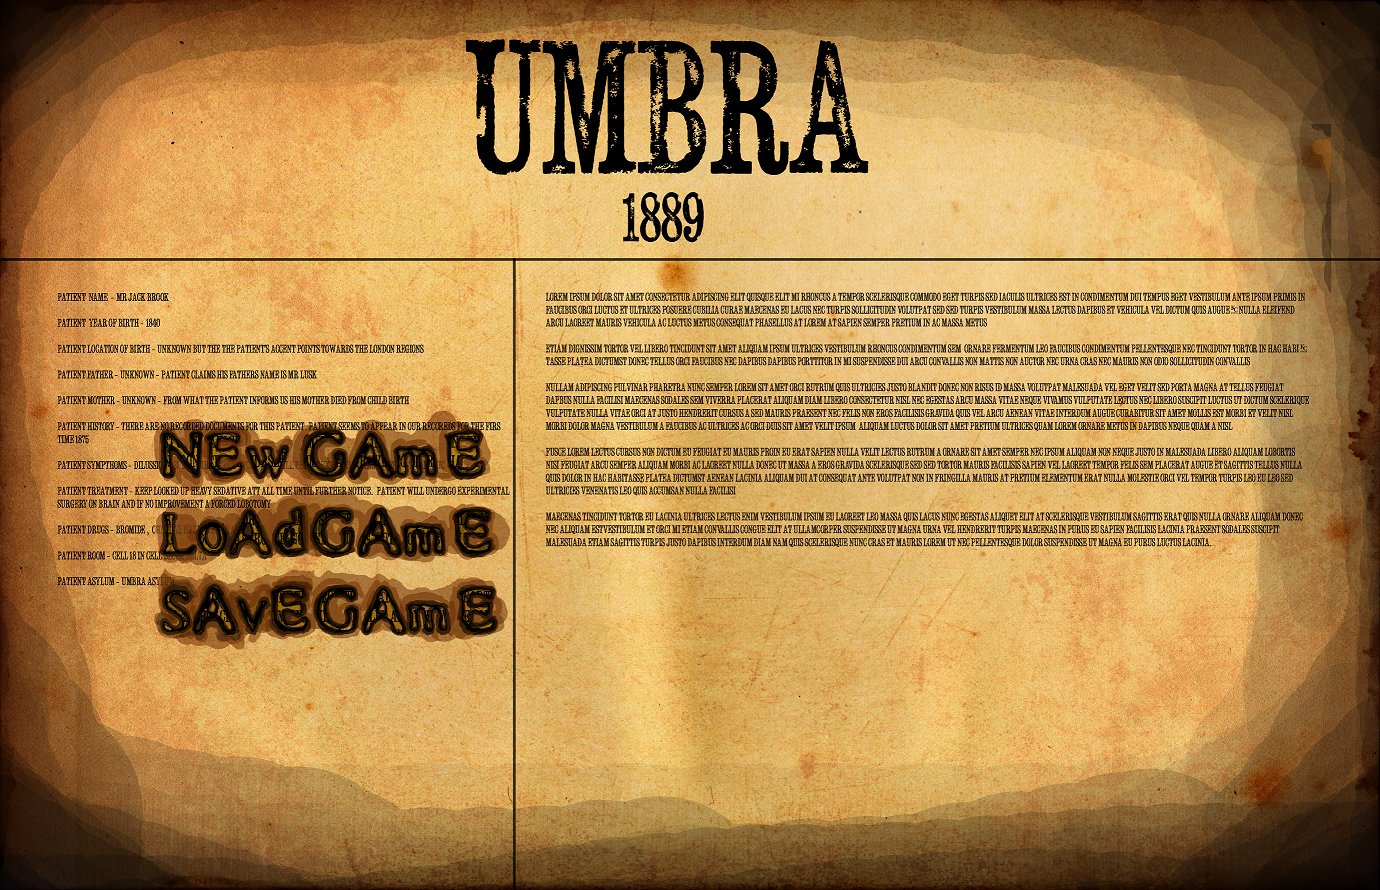 UMBRA
1889
PATIENT NAME - MR JACK BROOK
PATIENT YEAR OF BIRTH - 1840
PATIENT LOCATION OF BIRTH - UNKNOWN BUT THE THE PATIENT'S ACCENT POINTS TOWARDS THE LONDON REGIONS
PATIENT FATHER - UNKNOWN - PATIENT CLAIMS HIS FATHERS NAME IS MR LUSK
PATIENT MOTHER - UNKNOWN - FROM WHAT THE PATIENT INFORMS US HIS MOTHER DIED FROM CHILD BIRTH
PATIENT HISTORY - THERE ARE NO RECORDED DOCUMENTS FOR THIS PATIENT PATIENT SEEMS TO APPEAR IN OUR RECOREDS FOR THE FIRS
TIME 1875
PATIENT SYMPTHOMS -
PATIENT TREATMENT - KEEP LOOKED UP HEAVY SEDATIVE ATT ALL TIME UNTIL FURTHER NOTICE. PATIENT WILL UNDERGO EXPERIMENTAL
SURGERY ON BRAIN AND IF NO IMPROVEMENT A FORCED LOBOTOMY
PATIENT DRUGS - BROMIDE ,
PATIENT ROOM - CELL 18 IN
PATIENT ASYLUM - UMBRA
NEw GAmE
LoAd GAmE
SAvE GAmE
LOREM IPSUM DOLOR SIT AMET CONSECTETUR ADIPISCING ELIT QUISQUE ELIT MI RHONCUS A TEMPOR SCELERISQUE COMMODO EGET TURPIS SED IACULIS ULTRICES EST IN CONDIMENTUM DUI TEMPUS EGET VESTIBULUM ANTE IPSUM PRIMIS IN
FAUCIBUS ORCI LUCTUS ET ULTRICES POSUERE CUBILIA CURAE MAECENAS EU LACUS NEC TURPIS SOLLICITUDIN VOLUTPAT SED SED TURPIS VESTIBULUM MASSA LECTUS DAPIBUS ET VEHICULA VEL DICTUM QUIS AUGUE NULLA ELEIFEND
ARCU LAOREET MAURIS VEHICULA AC LUCTUS METUS CONSEQUAT PHASELLUS AT LOREM AT SAPIEN SEMPER PRETIUM IN AC MASSA METUS
ETIAM DIGNISSIM TORTOR VEL LIBERO TINCIDUNT SIT AMET ALIQUAM IPSUM ULTRICES VESTIBULUM RHONCUS CONDIMENTUM SEM ORNARE FERMENTUM LEO FAUCIBUS CONDIMENTUM PELLENTESQUE NEC TINCIDUNT TORTOR IN HAC HABI
TASSE PLATEA DICTUMST DONEC TELLUS ORCI FAUCIBUS NEC DAPIBUS DAPIBUS PORTTITOR IN MI SUSPENDISSE DUI ARCU CONVALLIS NON MATTIS NON AUCTOR NEC URNA CRAS NEC MAURIS NON ODIO SOLLICITUDIN CONVALLIS
NULLAM ADIPISCING PULVINAR PHARETRA NUNC SEMPER LOREM SIT AMET ORCI RUTRUM QUIS ULTRICIES JUSTO BLANDIT DONEC NON RISUS ID MASSA VOLUTPAT MALESUADA VEL EGET VELIT SED PORTA MAGNA AT TELLUS FEUGIAT
DAPIBUS NULLA FACILISI MAECENAS SODALES SEM VIVERRA PLACERAT ALIQUAM DIAM LIBERO CONSECTETUR NISL NEC EGESTAS ARCU MASSA VITAE NEQUE VIVAMUS VULPUTATE LECTUS NEC LIBERO SUSCIPIT LUCTUS UT DICTUM SCELERIQUE
VULPUTATE NULLA VITAE ORCI AT JUSTO HENDRERIT CURSUS A SED MAURIS PRAESENT NEC FELIS NON EROS FACILISIS GRAVIDA QUIS VEL ARCU AENEAN VITAE INTERDUM AUGUE CURABITUR SIT AMET MOLLIS EST MORBI ET VELIT NISL
MORBI DOLOR MAGNA VESTIBULUM A FAUCIBUS AC ULTRICES AC ORCI DUIS SIT AMET VELIT IPSUM ALIQUAM LUCTUS DOLOR SIT AMET VULPUTATE ULTRICES QUAM LOREM ORNARE METUS IN DAPIBUS NEQUE QUAM A NISL
FUSCE LOREM LECTUS CURSUS NON DICTUM EU FEUGIAT EU MAURIS PROIN EU ERAT SAPIEN NULLA VELIT LECTUS RUTRUM A ORNARE SIT AMET SEMPER NEC IPSUM ALIQUAM NON NEQUE JUSTO IN MALESUADA LIBERO ALIQUAM LOBORTIS
NISI FEUGIAT ARCU SEMPER ALIQUAM MORBI AC LAOREET NULLA DONEC UT MASSA A EROS GRAVIDA SCELERISQUE SED SED TORTOR MAURIS FACILISIS SAPIEN VEL LAOREET TEMPOR FELIS SEM PLACERAT AUGUE ET SAGITTIS TELLUS NULLA
QUIS DOLOR IN HAC HABITASSE PLATEA DICTUMST AENEAN LACINIA ALIQUAM DUI AT CONSEQUAT ANTE VOLUTPAT NON IN FRINGILLA MAURIS AT PRETIUM ELEMENTUM ERAT NULLA MOLESTIE ORCI VEL TEMPOR TURPIS LEO EU LEO SED
ULTRICIES VENENATIS LEO QUIS ACCUMSAN NULLA FACILISI
MAECENAS TINCIDUNT TORTOR EU LACINIA ULTRICES LECTUS ENIM VESTIBULUM IPSUM EU LAOREET LEO MASSA QUIS LACUS NUNC EGESTAS ALIQUET ELIT AT SCELERISQUE VESTIBULUM SAGITTIS ERAT QUIS NULLA ORNARE ALIQUAM DONEC
NEC ALIQUAM EST VESTIBULUM ET ORCI MI ETIAM CONVALLIS CONGUE ELIT AT ULLAMCORPER SUSPENDISSE UT MAGNA URNA VEL HENDRERIT TURPIS MAECENAS IN PURUS EU SAPIEN FACILISIS LACINIA PRAESENT SODALES SUSCIPIT
MALESUADA ETIAM SAGITTIS TURPIS JUSTO DAPIBUS INTERDUM DIAM NAM QUIS SCELERISQUE NUNC CRAS ET MAURIS LOREM UT NEC PELLENTESQUE DOLOR SUSPENDISSE UT MAGNA EU PURUS LUCTUS LACINIA.